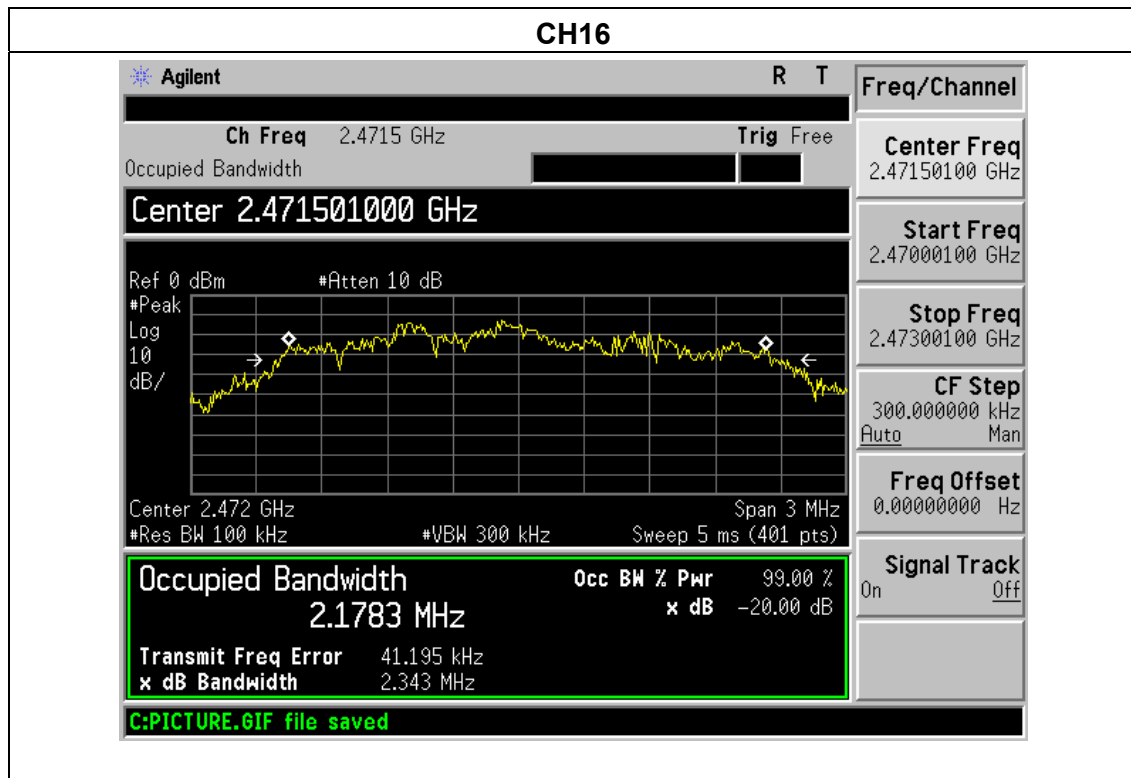 CH16
Agilent
R T
Ch Freq 2.4715 GHz
Trig Free
Occupied Bandwidth
Center 2.471501000 GHz
Ref 0 dBm
#Atten 10 dB
#Peak
Log
10
dB/
Center 2.472 GHz
Span 3 MHz
#Res BW 100 kHz
#VBW 300 kHz
Sweep 5 ms (401 pts)
Occupied Bandwidth
2.1783 MHz
Occ BW % Pwr 99.00 %
x dB -20.00 dB
Transmit Freq Error 41.195 kHz
x dB Bandwidth 2.343 MHz
C:PICTURE.GIF file saved
Freq/Channel
Center Freq
2.47150100 GHz
Start Freq
2.47000100 GHz
Stop Freq
2.47300100 GHz
CF Step
300.000000 kHz
Auto Man
Freq Offset
0.00000000 Hz
Signal Track
On Off